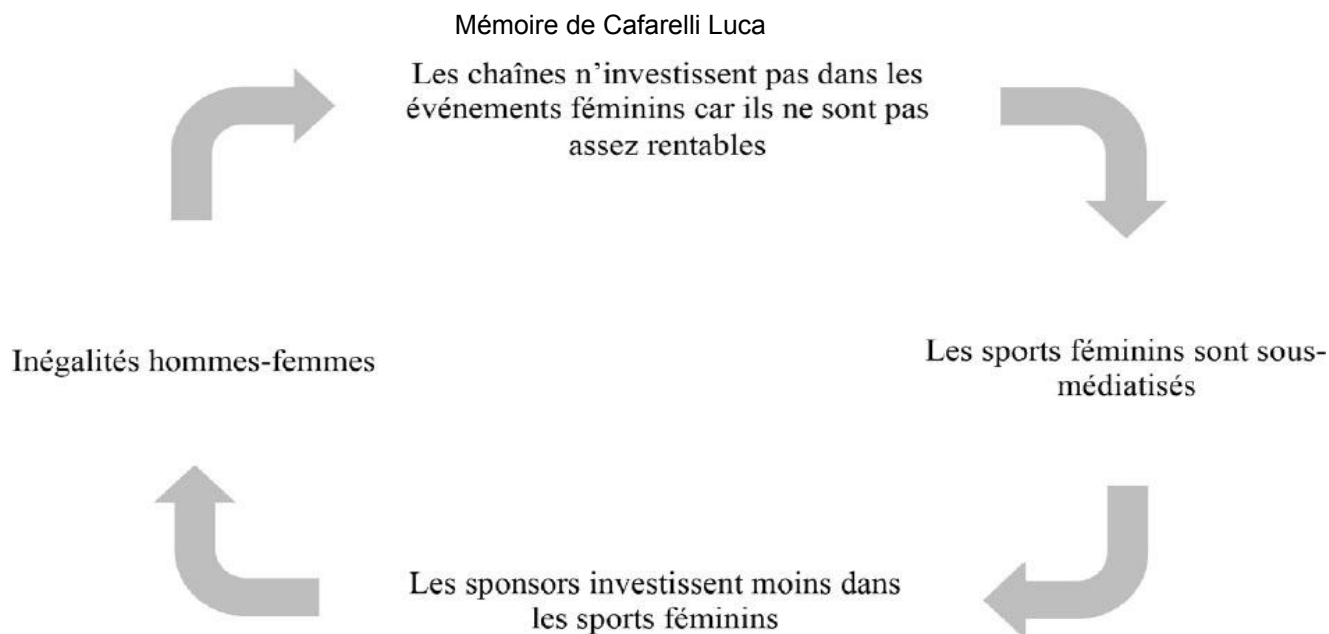 Mémoire de Cafarelli Luca
Les chaînes n'investissent pas dans les
événements féminins car ils ne sont pas
assez rentables
Inégalités hommes-femmes
Les sports féminins sont sous-
médiatisés
Les sponsors investissent moins dans
les sports féminins